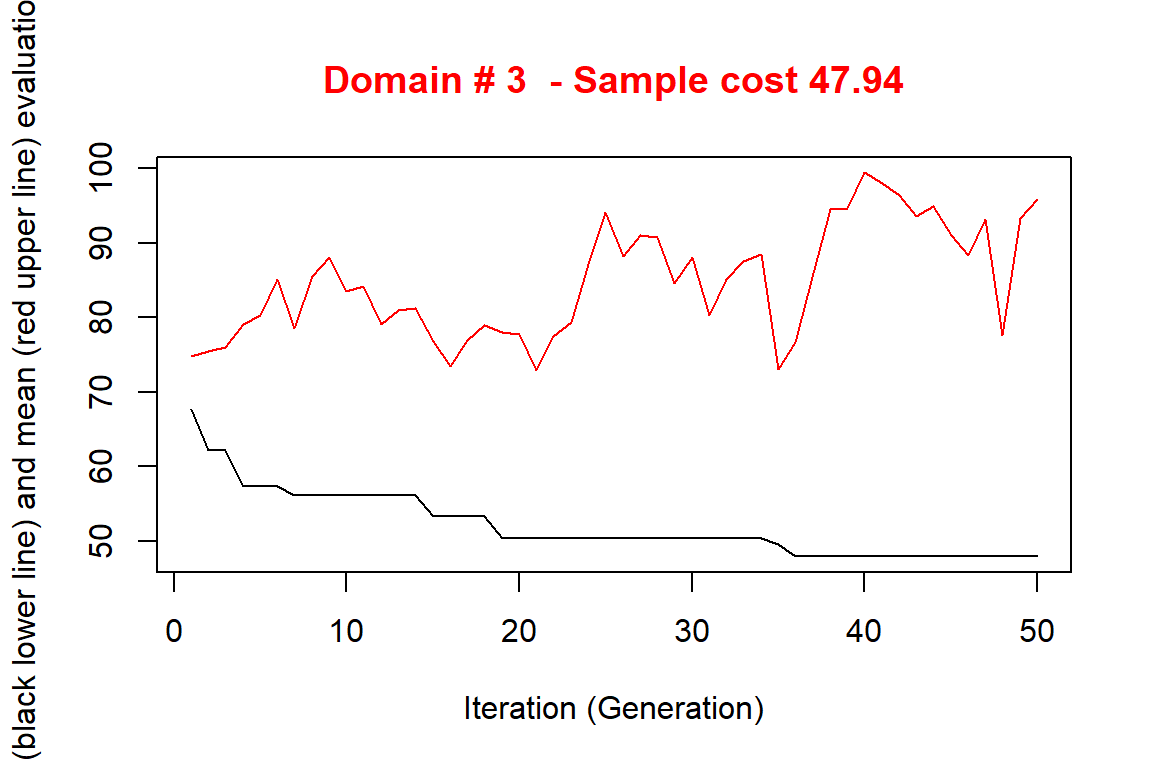 Domain # 3  - Sample cost 47.94
(black lower line) and mean (red upper line) evaluatio
100
90
80
70
60
50
0 10 20 30 40 50
Iteration (Generation)